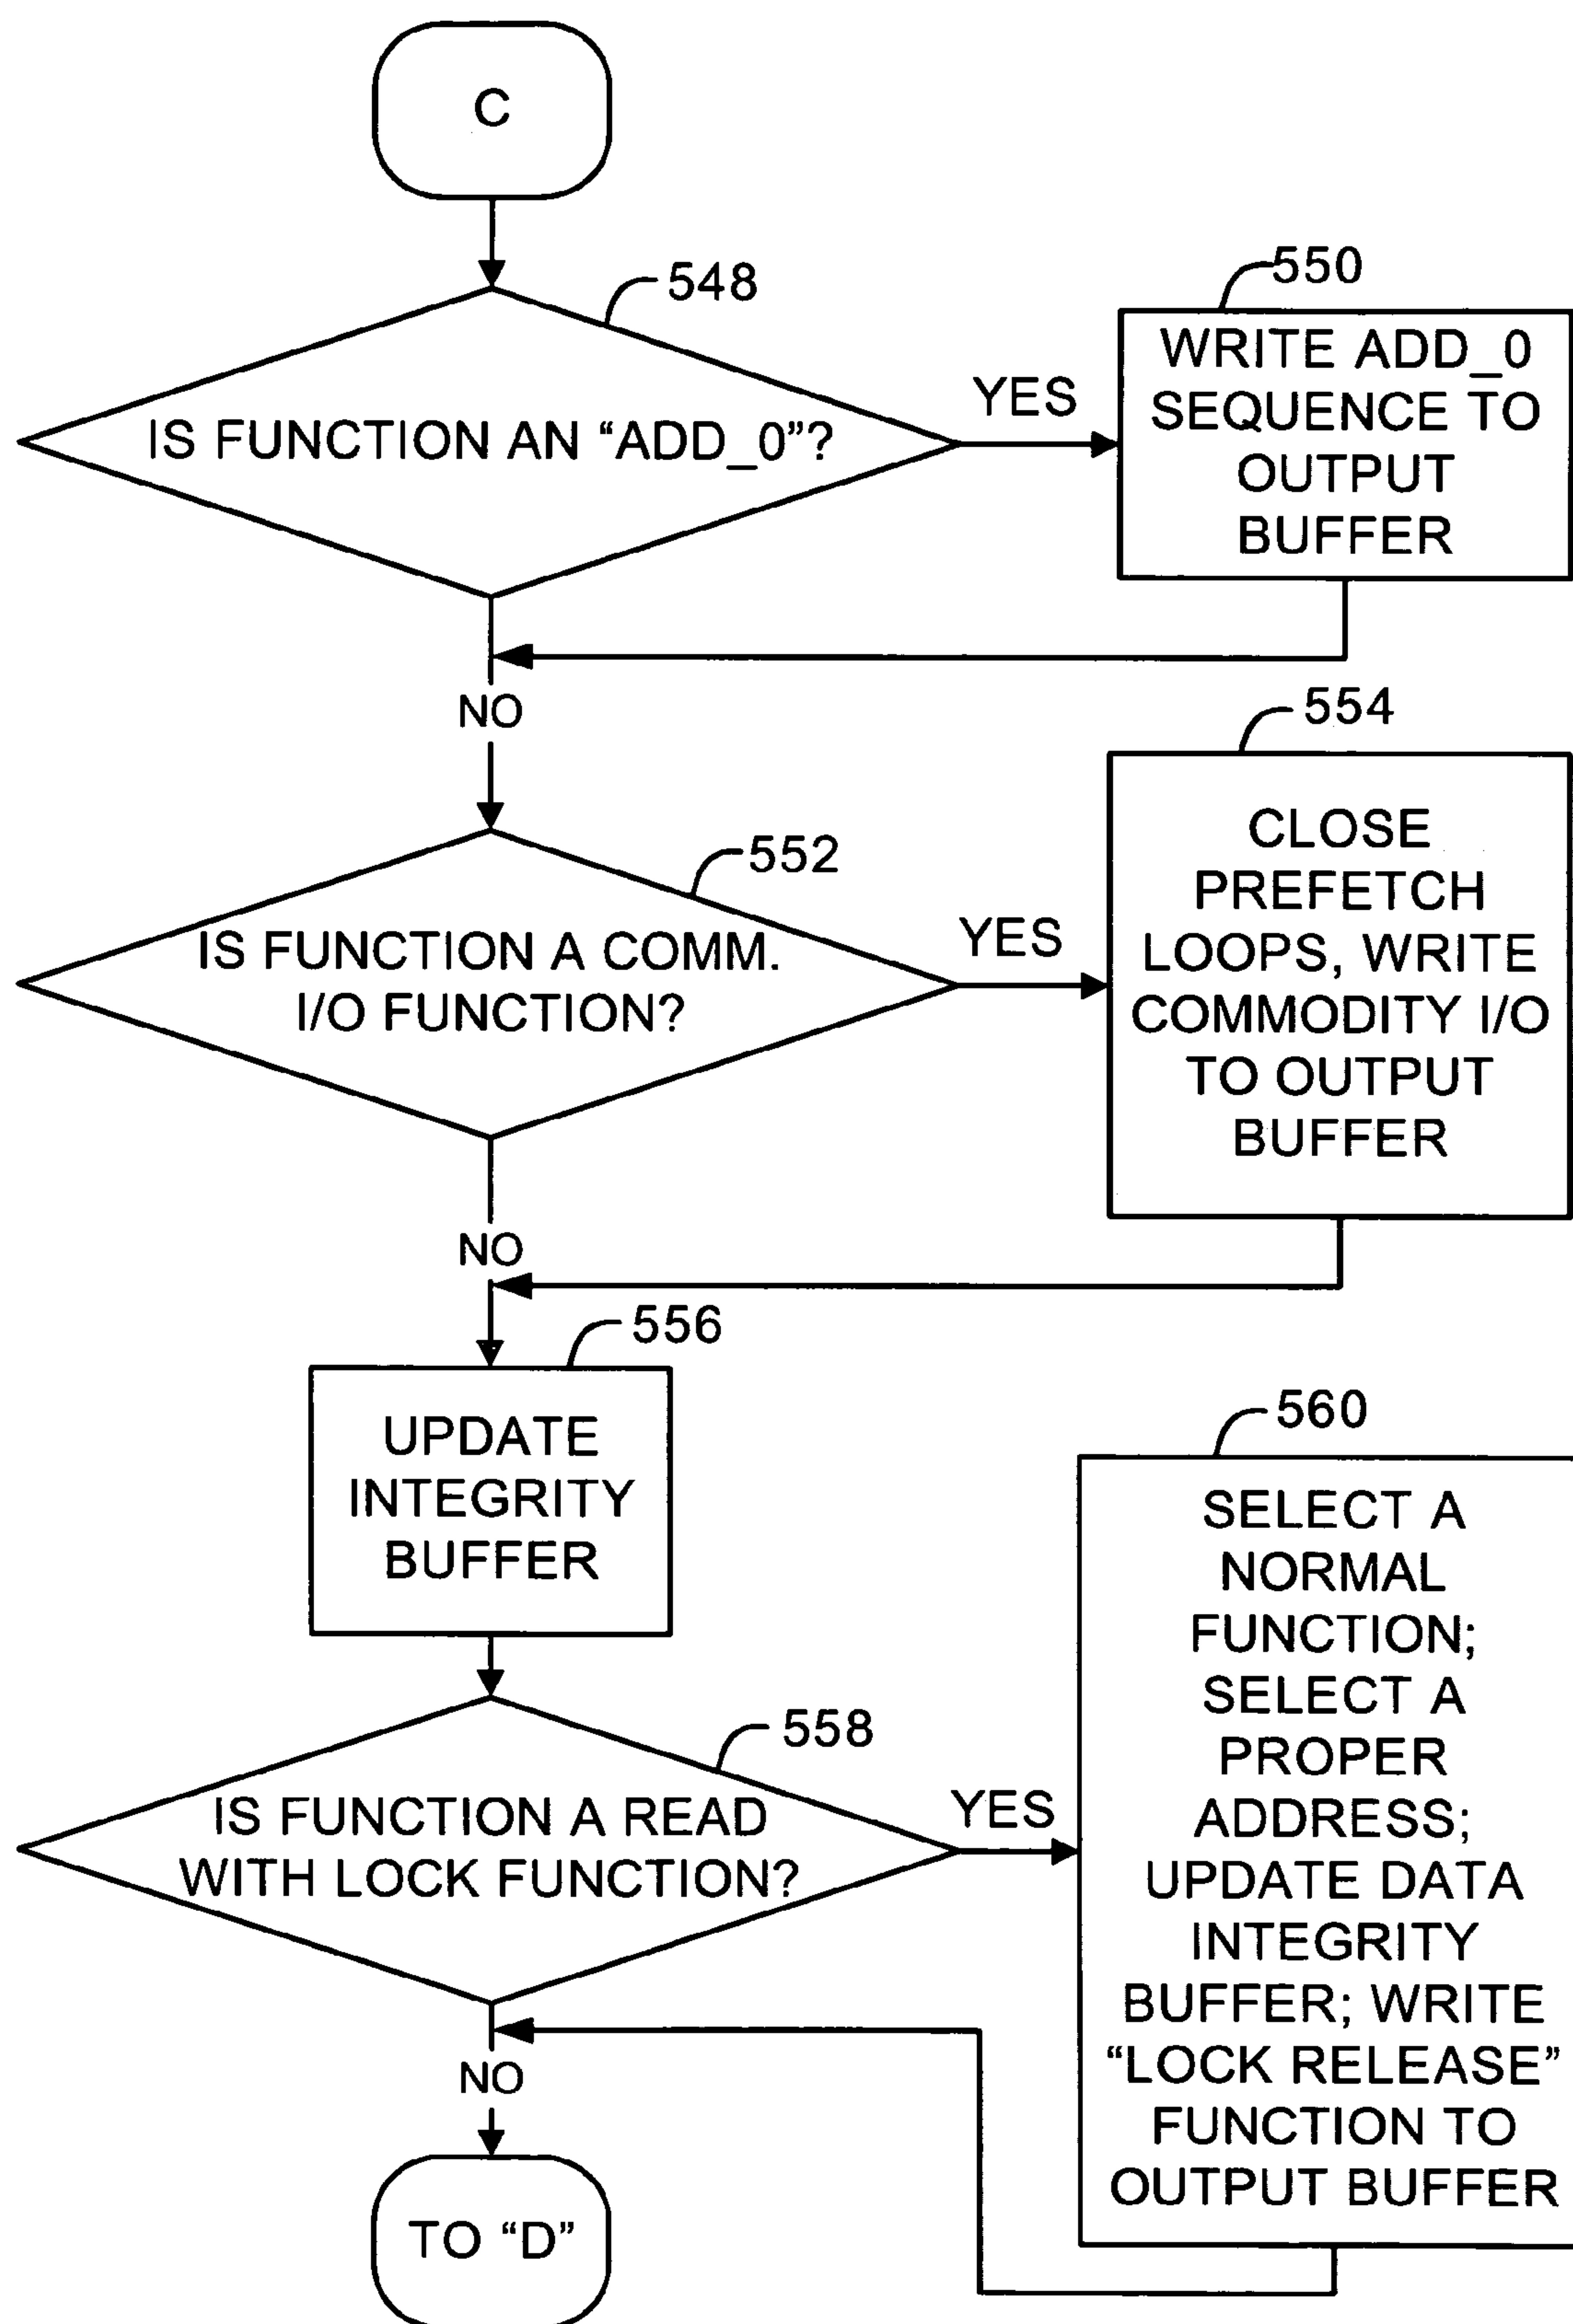 C
548
IS FUNCTION AN “ADD_0”?
YES
550
WRITE ADD_0
SEQUENCE TO
OUTPUT
BUFFER
NO
552
IS FUNCTION A COMM.
I/O FUNCTION?
YES
554
CLOSE
PREFETCH
LOOPS, WRITE
COMMODITY I/O
TO OUTPUT
BUFFER
NO
556
UPDATE
INTEGRITY
BUFFER
558
IS FUNCTION A READ
WITH LOCK FUNCTION?
YES
560
SELECT A
NORMAL
FUNCTION;
SELECT A
PROPER
ADDRESS;
UPDATE DATA
INTEGRITY
BUFFER; WRITE
“LOCK RELEASE”
FUNCTION TO
OUTPUT BUFFER
NO
TO “D”